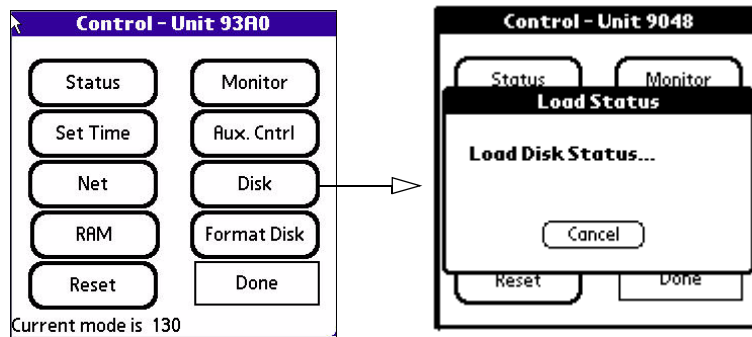 Control - Unit 93A0
Status Monitor
Set Time Aux. Cntrl
Net Disk
RAM Format Disk
Reset Done
Current mode is 130
Control - Unit 9048
Status Monitor
Load Status
Load Disk Status...
Cancel
Reset Done